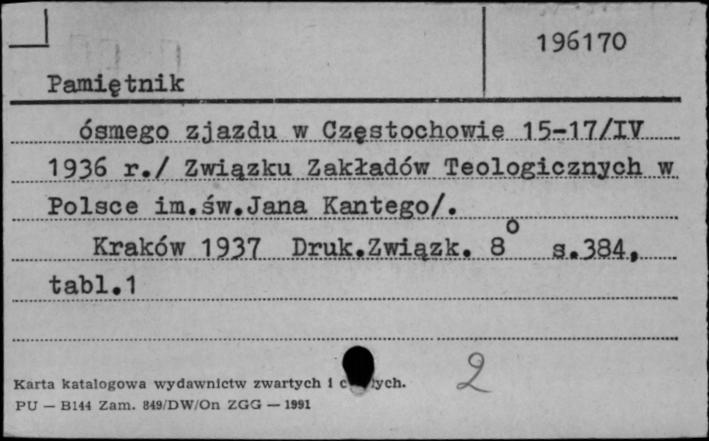 196170
Pamiętnik
ósmego zjazdu w Częstochowie 15-17/IV
1936 r./ Związku Zakładów Teologicznych w
Polsce im.św.Jana Kantego/.
Kraków 1937 Druk.Związk. 8° s.384,
tabl.1
2
Karta katalogowa wydawnictw zwartych i
PU — B144 Zam. 849/DW/On ZGG — 1991